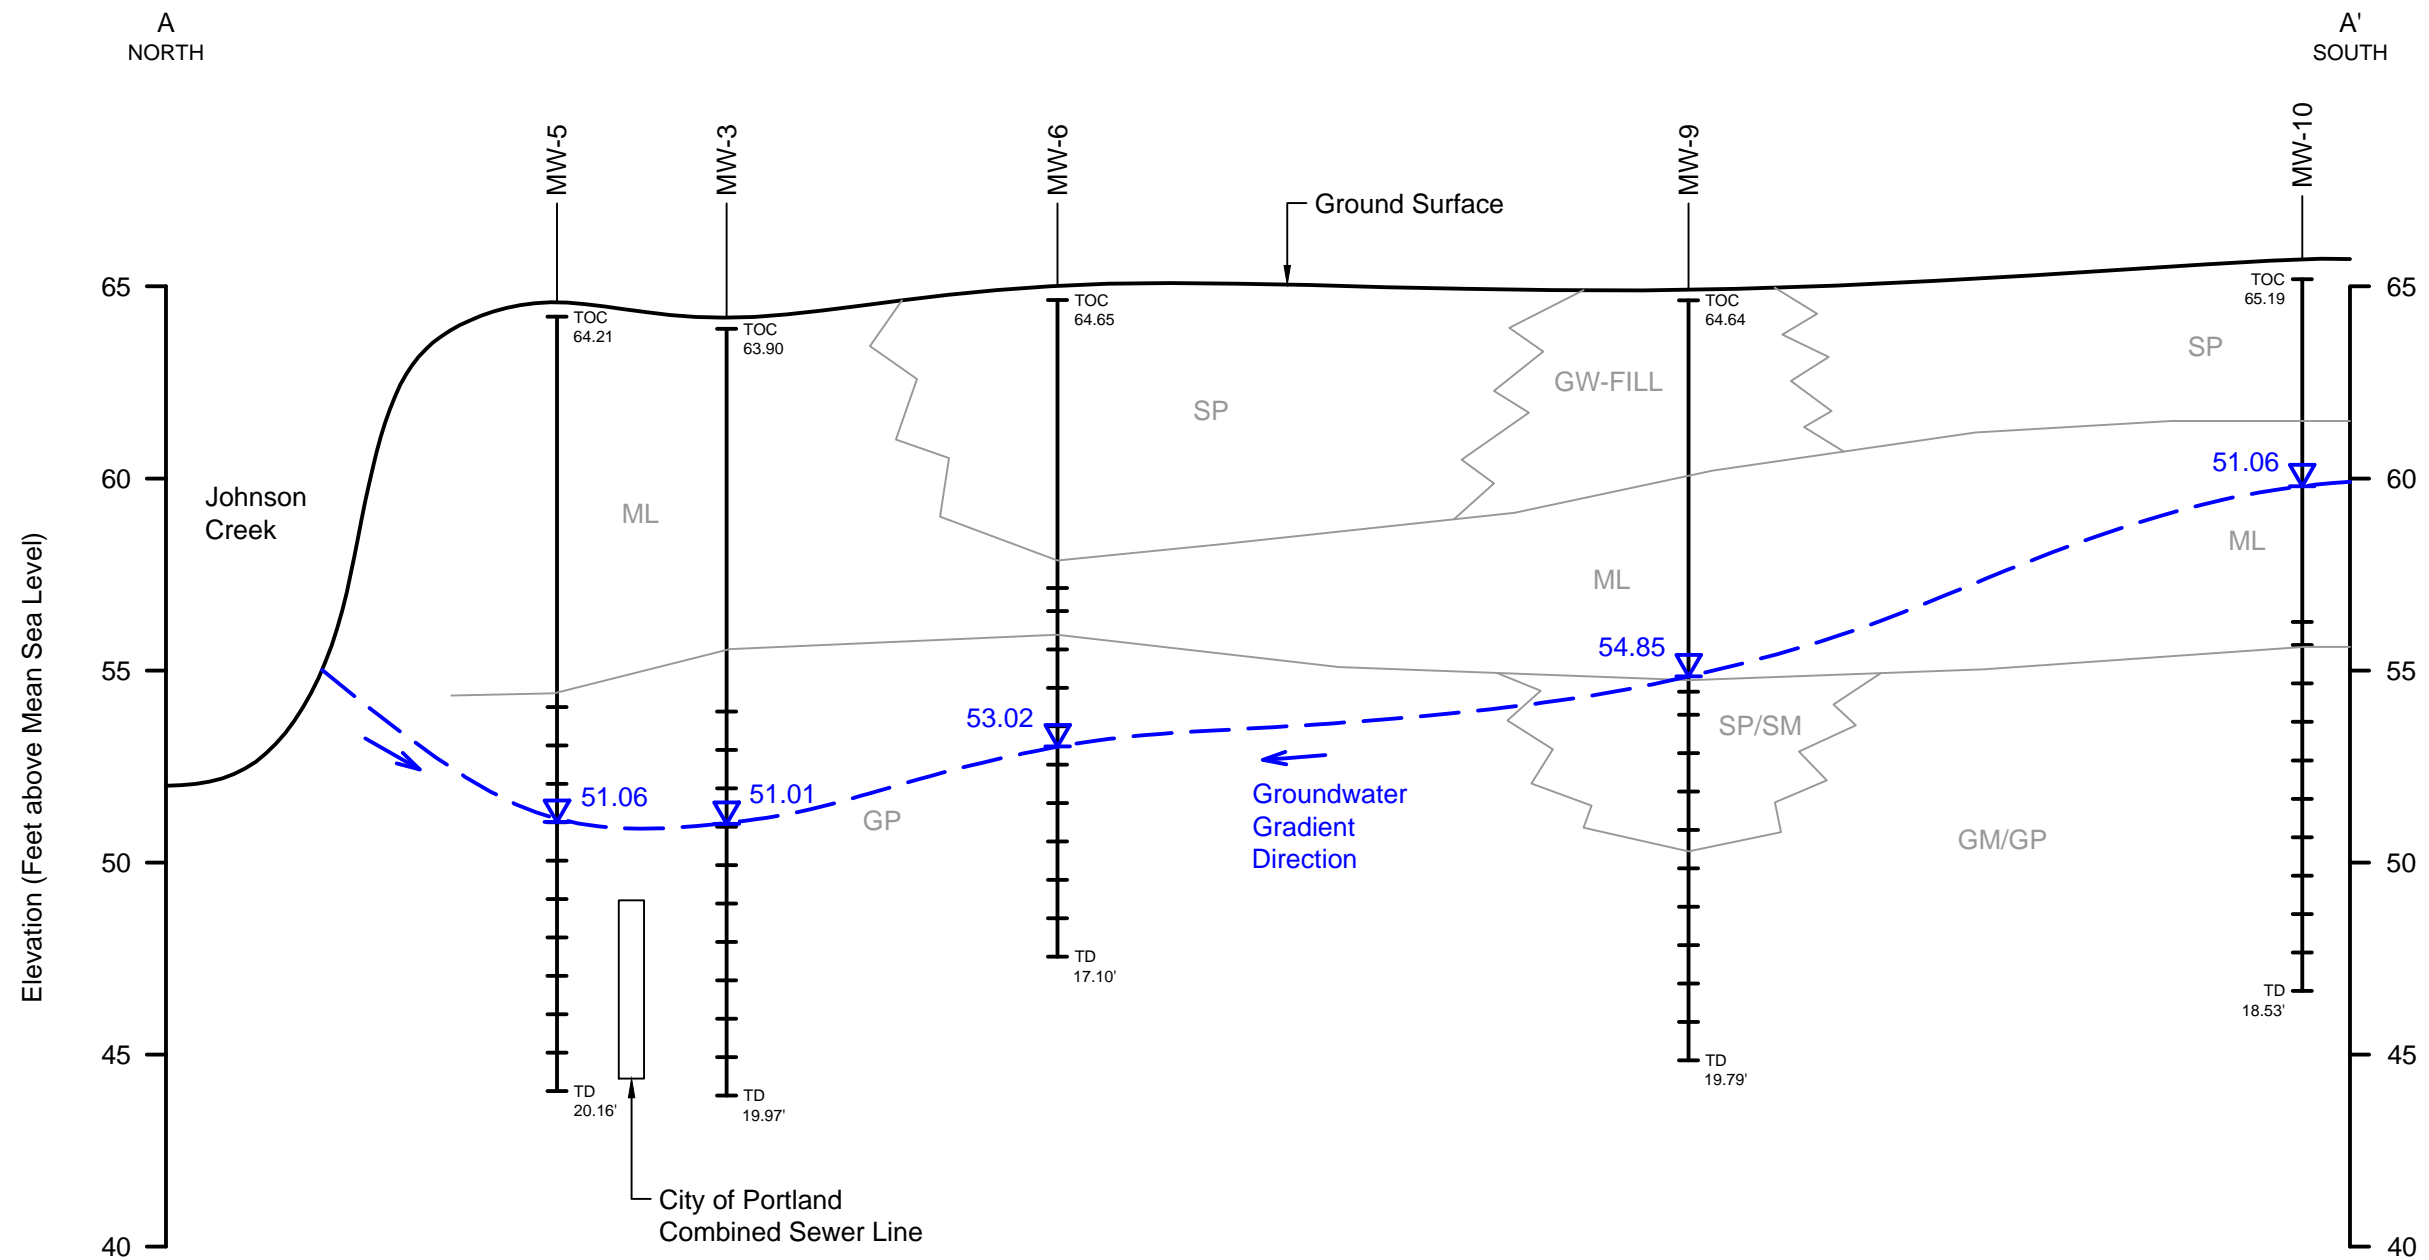 A
NORTH
A'
SOUTH
MW-5
MW-3
MW-6
MW-9
MW-10
Ground Surface
65
60
55
50
45
40
65
60
55
50
45
40
Elevation (Feet above Mean Sea Level)
Johnson
Creek
TOC
64.21
TOC
63.90
TOC
64.65
TOC
64.64
TOC
65.19
SP
GW-FILL
SP
ML
ML
ML
51.06
51.01
53.02
54.85
51.06
GP
SP/SM
GM/GP
Groundwater
Gradient
Direction
TD
20.16'
TD
19.97'
TD
17.10'
TD
19.79'
TD
18.53'
City of Portland
Combined Sewer Line